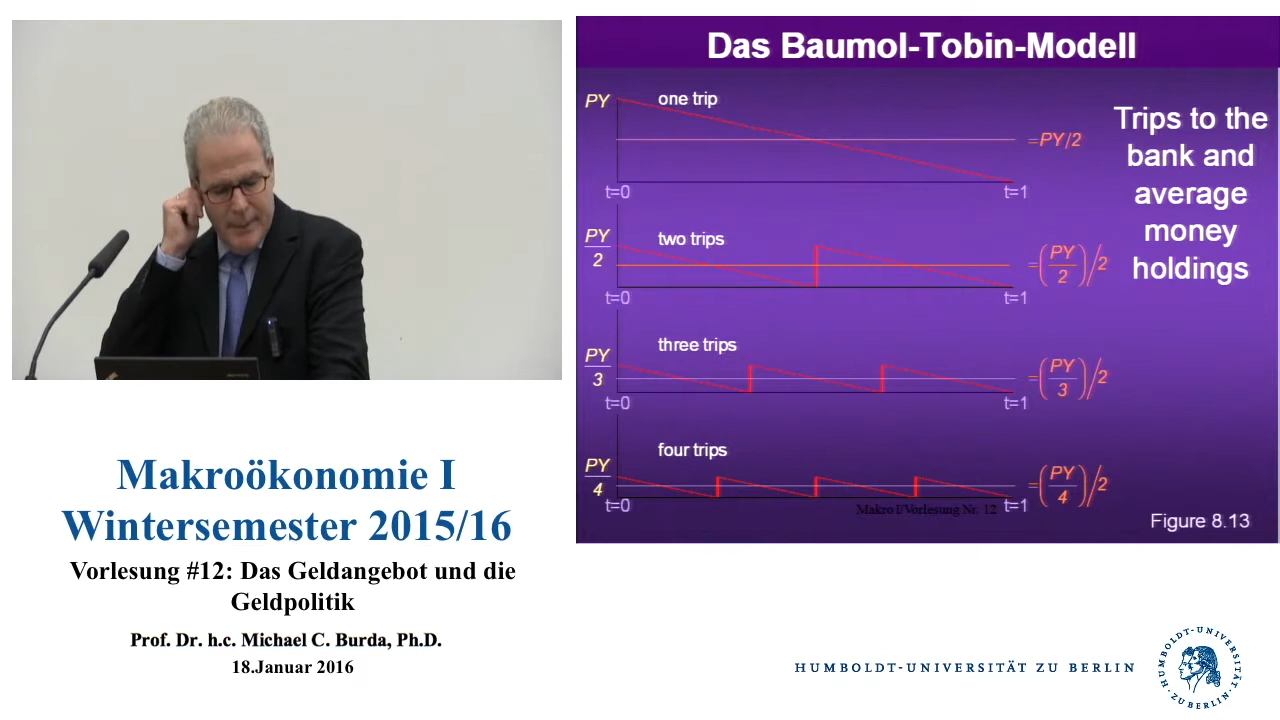 Das Baumol-Tobin-Modell
PY
one trip
=PY/2
t=0
t=1
Trips to the
bank and
average
money
holdings
PY
2
two trips
=(PY/2)/2
t=0
t=1
PY
3
three trips
=(PY/3)/2
t=0
t=1
PY
4
four trips
=(PY/4)/2
t=0
t=1
Makro I/Vorlesung Nr. 12
Figure 8.13
Makroökonomie I
Wintersemester 2015/16
Vorlesung #12: Das Geldangebot und die
Geldpolitik
Prof. Dr. h.c. Michael C. Burda, Ph.D.
18.Januar 2016
HUMBOLDT-UNIVERSITÄT ZU BERLIN
HUMBOLDT-UNIVERSITÄT
ZU BERLIN